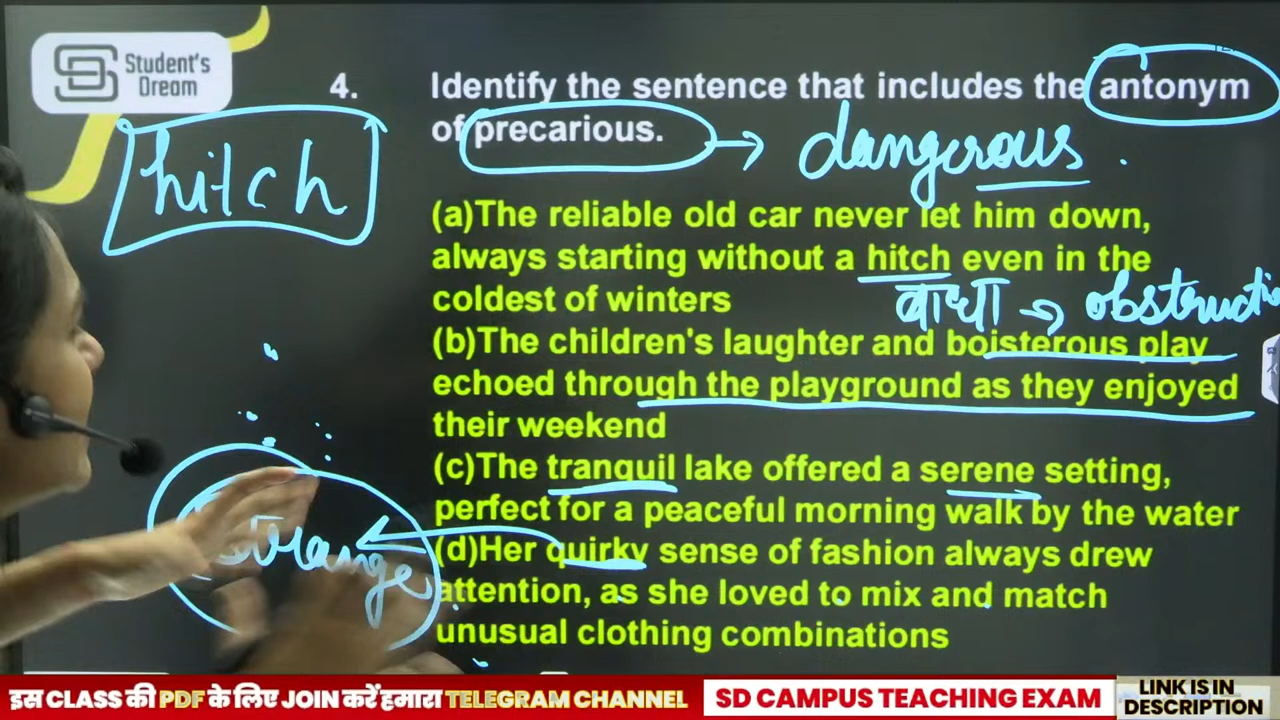 Student's
Dream
4. Identify the sentence that includes the antonym
of precarious. → dangerous.
hitch
(a)The reliable old car never let him down,
always starting without a hitch even in the
coldest of winters
बाधा → obstructi
(b)The children's laughter and boisterous play
echoed through the playground as they enjoyed
their weekend
(c)The tranquil lake offered a serene setting,
perfect for a peaceful morning walk by the water
strange
(d)Her quirky sense of fashion always drew
attention, as she loved to mix and match
unusual clothing combinations
इस CLASS की PDF के लिए JOIN करें हमारा TELEGRAM CHANNEL
SD CAMPUS TEACHING EXAM
LINK IS IN
DESCRIPTION